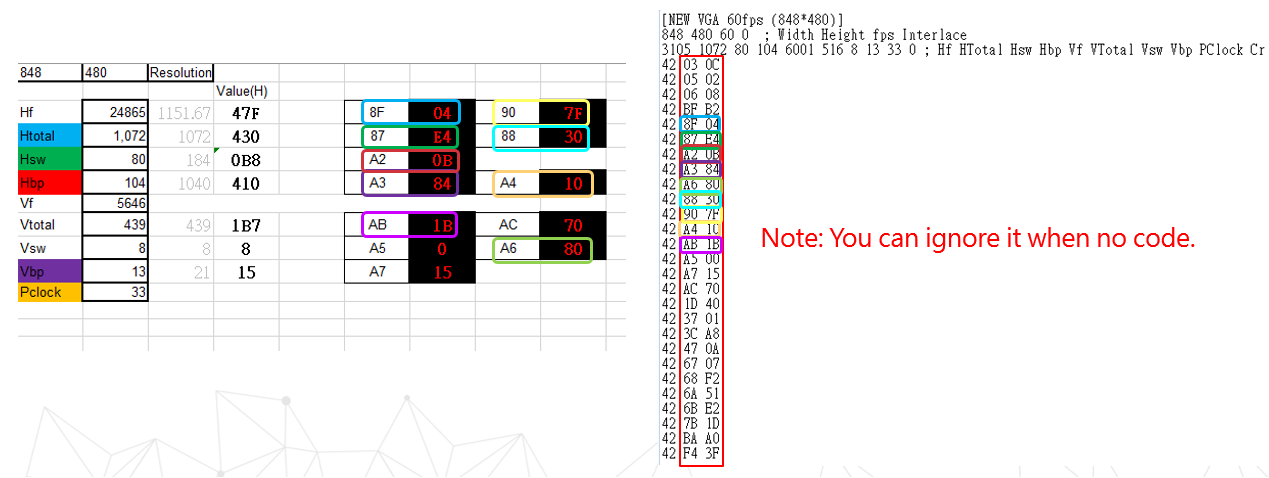 848 480 Resolution
Value(H)
Hf 24865 1151.67 47F 8F 04 90 7F
Htotal 1,072 1072 430 87 E4 88 30
Hsw 80 184 0B8 A2 0B
Hbp 104 1040 410 A3 84 A4 10
Vf 5646
Vtotal 439 439 1B7 AB 1B AC 70
Vsw 8 8 8 A5 0 A6 80
Vbp 13 21 15 A7 15
Pclock 33
[NEW VGA 60fps (848*480)]
848 480 60 0 ; Width Height fps Interlace
3105 1072 80 104 6001 516 8 13 33 0 ; Hf HTotal Hsw Hbp Vf VTotal Vsw Vbp PClock Cr
42 03 0C
42 05 02
42 06 08
42 BF B2
42 8F 04
42 87 E4
42 A2 0B
42 A3 84
42 A6 80
42 88 30
42 90 7F
42 A4 10
42 AB 1B
42 A5 00
42 A7 15
42 AC 70
42 1D 40
42 37 01
42 3C A8
42 47 0A
42 67 07
42 68 F2
42 6A 51
42 6B E2
42 7B 1D
42 BA A0
42 F4 3F
Note: You can ignore it when no code.